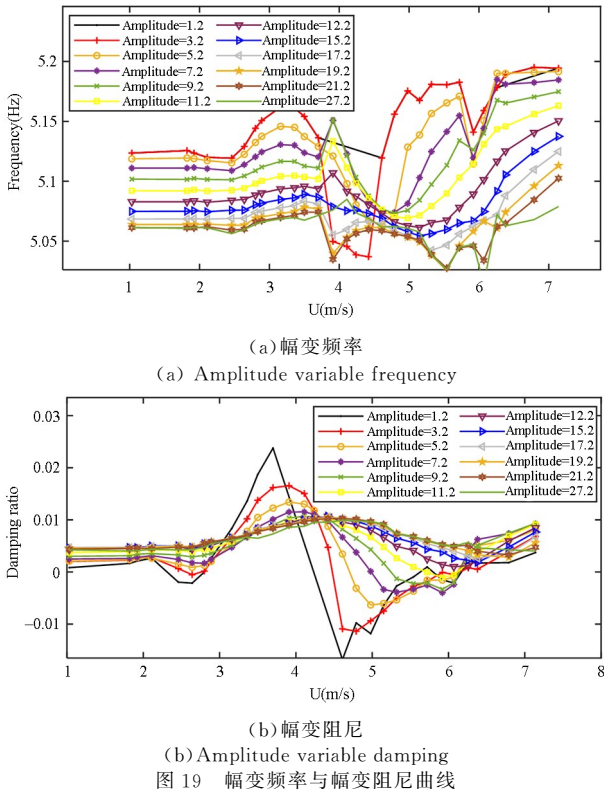 Frequency(Hz)
5.2
5.15
5.1
5.05
Amplitude=1.2
Amplitude=3.2
Amplitude=5.2
Amplitude=7.2
Amplitude=9.2
Amplitude=11.2
Amplitude=12.2
Amplitude=15.2
Amplitude=17.2
Amplitude=19.2
Amplitude=21.2
Amplitude=27.2
1 2 3 4 5 6 7
U(m/s)
(a)幅变频率
(a) Amplitude variable frequency
Damping ratio
0.03
0.02
0.01
0
−0.01
Amplitude=1.2
Amplitude=3.2
Amplitude=5.2
Amplitude=7.2
Amplitude=9.2
Amplitude=11.2
Amplitude=12.2
Amplitude=15.2
Amplitude=17.2
Amplitude=19.2
Amplitude=21.2
Amplitude=27.2
1 2 3 4 5 6 7 8
U(m/s)
(b)幅变阻尼
(b)Amplitude variable damping
图 19 幅变频率与幅变阻尼曲线